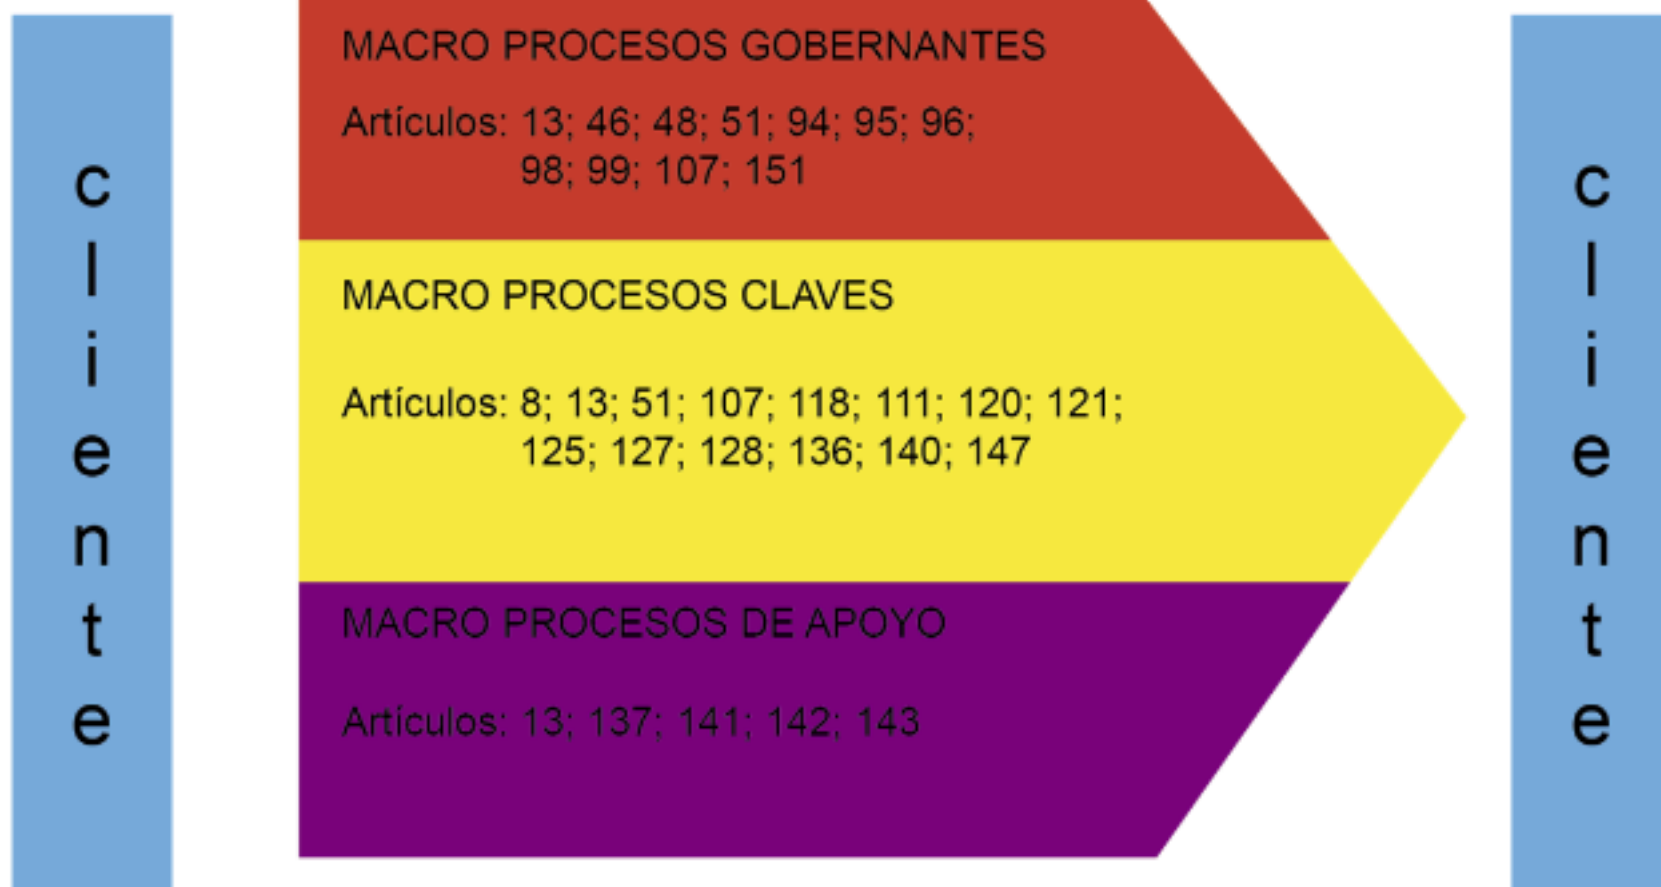 cliente
MACRO PROCESOS GOBERNANTES
Artículos: 13; 46; 48; 51; 94; 95; 96;
98; 99; 107; 151
MACRO PROCESOS CLAVES
Artículos: 8; 13; 51; 107; 118; 111; 120; 121;
125; 127; 128; 136; 140; 147
MACRO PROCESOS DE APOYO
Artículos: 13; 137; 141; 142; 143
cliente